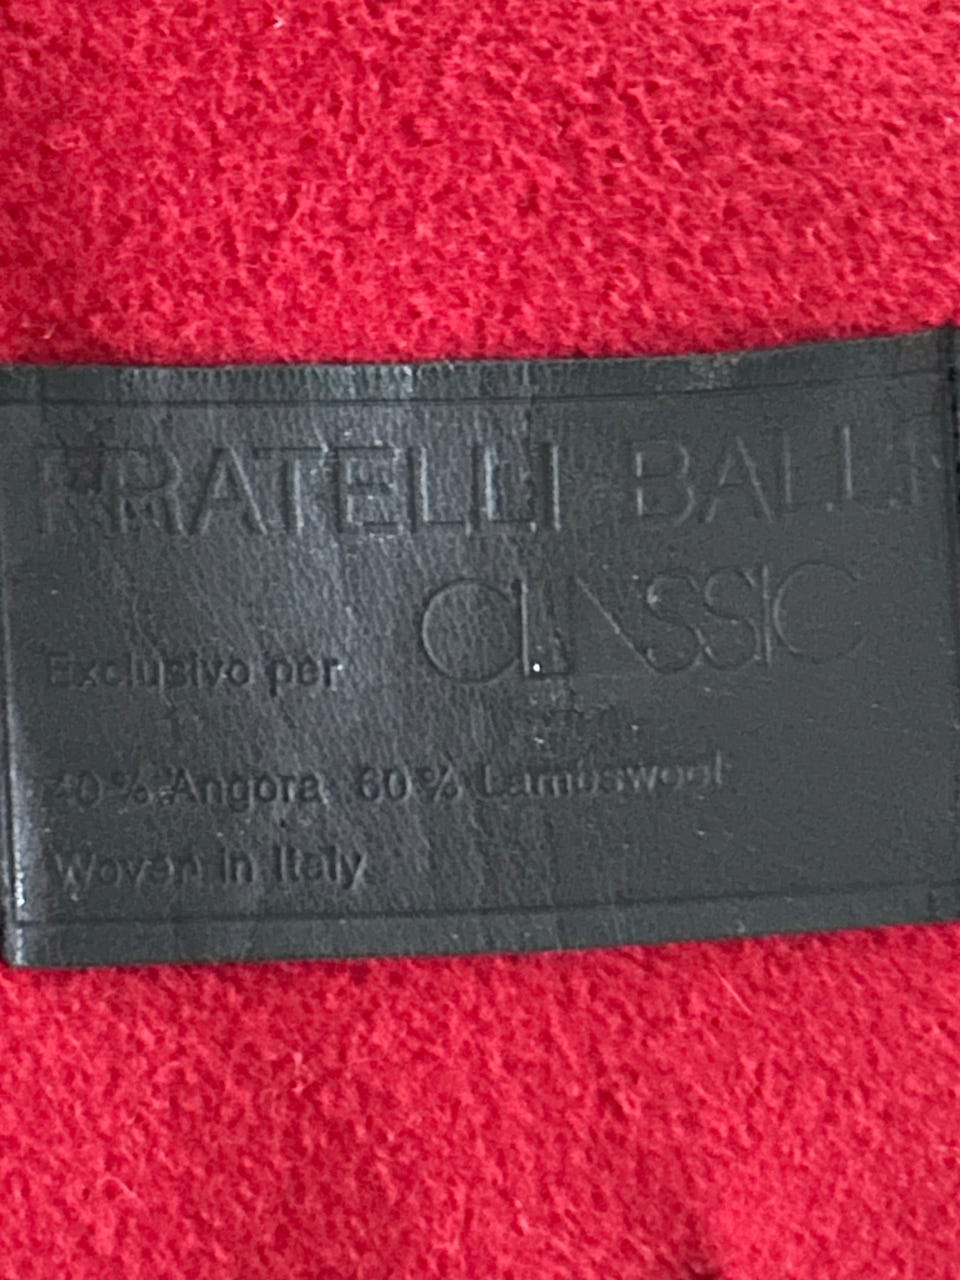 FRATELLI BALLI
CLASSIC
Exclusivo per
40% Angora 60% Lambswool
Woven in Italy